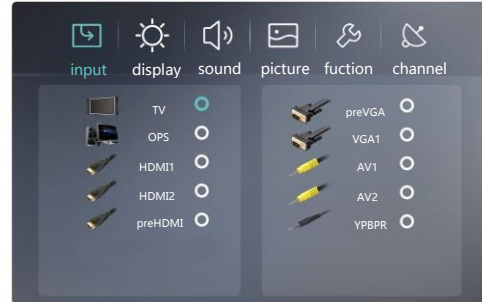 input display sound picture fuction channel
TV
OPS
HDMI1
HDMI2
preHDMI
preVGA
VGA1
AV1
AV2
YPBPR